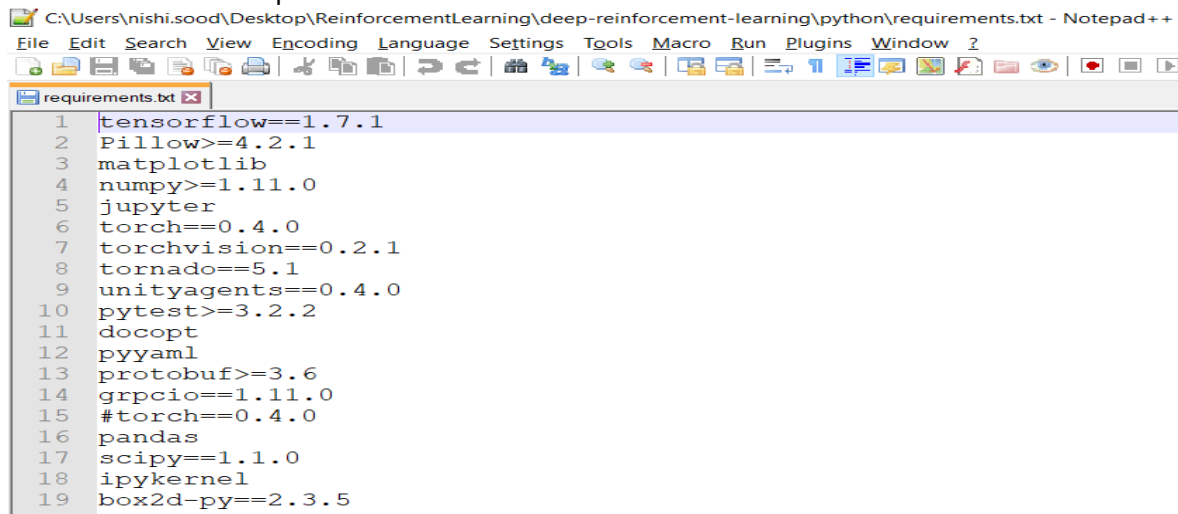 C:\Users\nishi.sood\Desktop\ReinforcementLearning\deep-reinforcement-learning\python\requirements.txt - Notepad++
File Edit Search View Encoding Language Settings Tools Macro Run Plugins Window ?
requirements.txt
1 tensorflow==1.7.1
2 Pillow>=4.2.1
3 matplotlib
4 numpy>=1.11.0
5 jupyter
6 torch==0.4.0
7 torchvision==0.2.1
8 tornado==5.1
9 unityagents==0.4.0
10 pytest>=3.2.2
11 docopt
12 pyyaml
13 protobuf>=3.6
14 grpcio==1.11.0
15 #torch==0.4.0
16 pandas
17 scipy==1.1.0
18 ipykernel
19 box2d-py==2.3.5